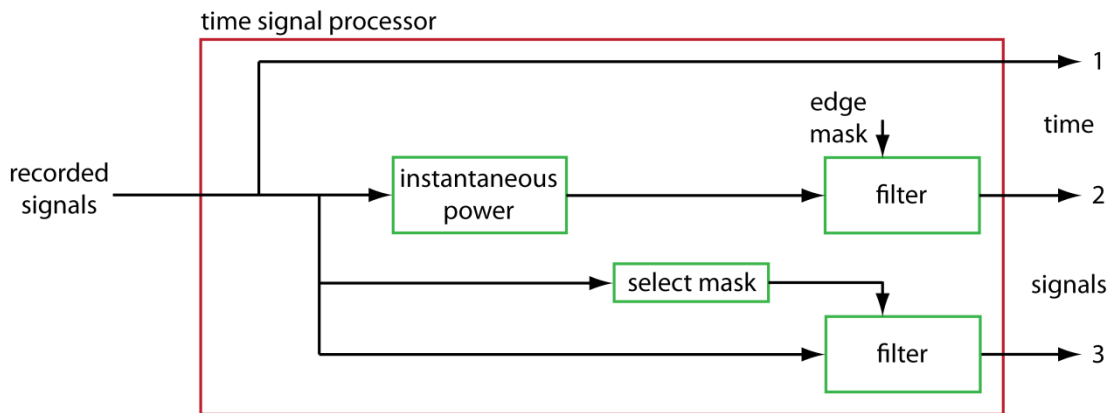 time signal processor
1
edge
mask
time
recorded
signals
instantaneous
power
filter
2
select mask
signals
filter
3